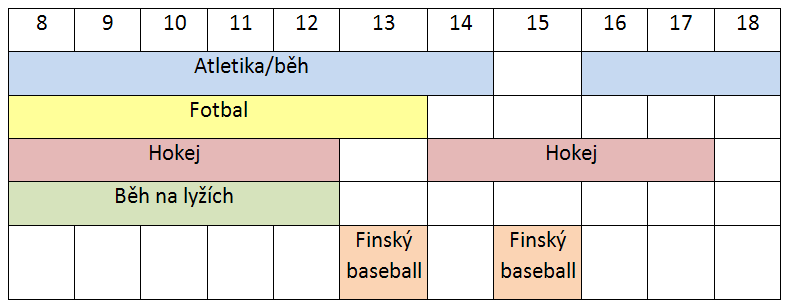 8 9 10 11 12 13 14 15 16 17 18
Atletika/běh
Fotbal
Hokej Hokej
Běh na lyžích
Finský Finský
baseball baseball